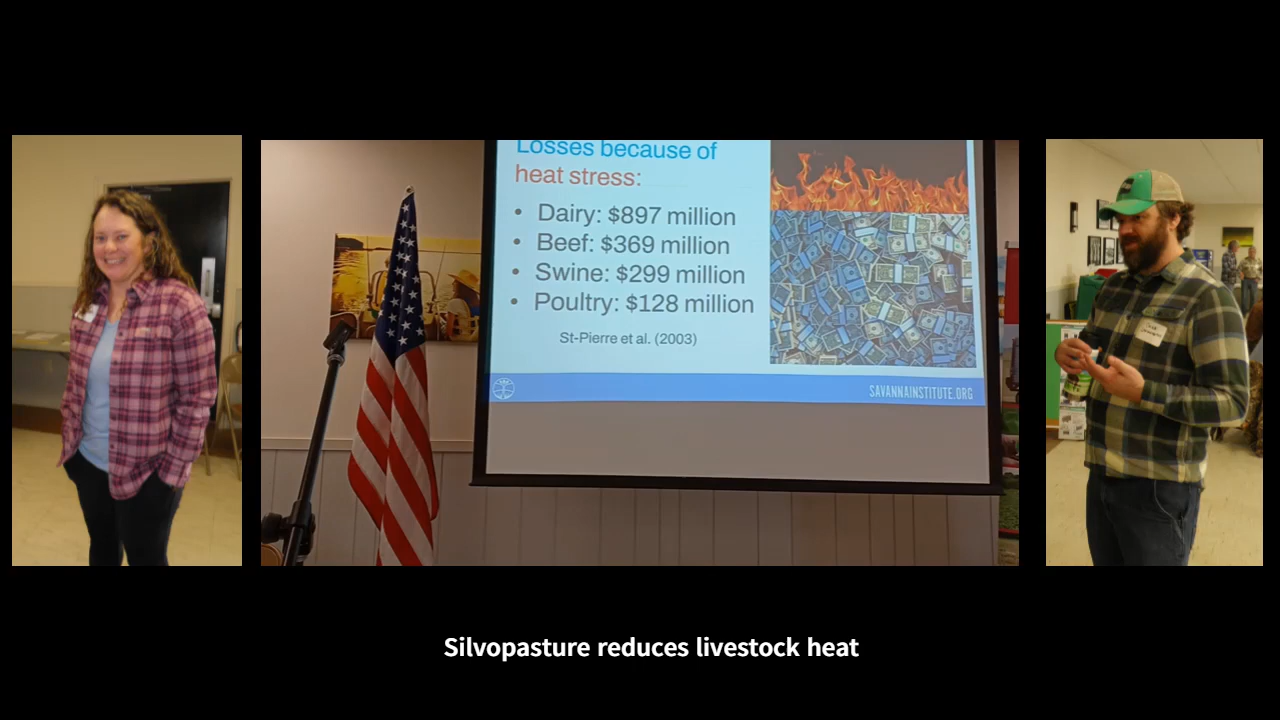 Losses because of
heat stress:
• Dairy: $897 million
• Beef: $369 million
• Swine: $299 million
• Poultry: $128 million
St-Pierre et al. (2003)
SAVANNAINSTITUTE.ORG
Silvopasture reduces livestock heat